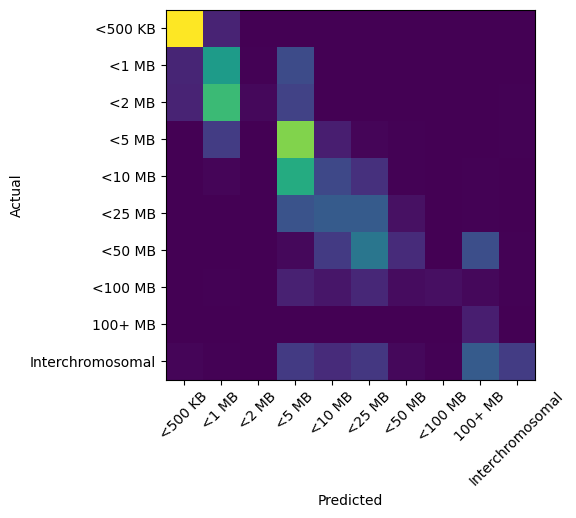 <500 KB
<1 MB
<2 MB
<5 MB
<10 MB
<25 MB
<50 MB
<100 MB
100+ MB
Interchromosomal
Actual
<500 KB
<1 MB
<2 MB
<5 MB
<10 MB
<25 MB
<50 MB
<100 MB
100+ MB
Interchromosomal
Predicted